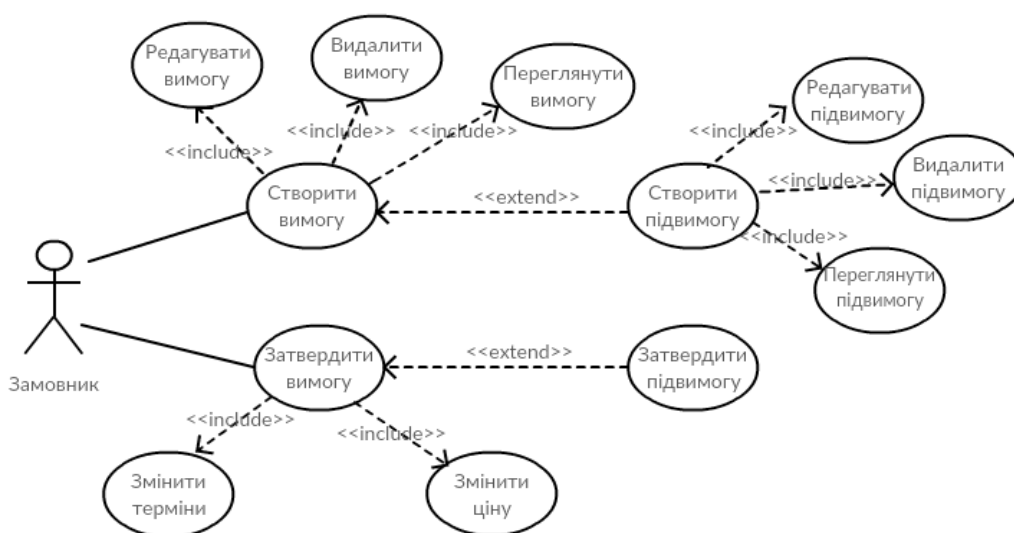 Редагувати
вимогу
Видалити
вимогу
Переглянути
вимогу
Редагувати
підвимогу
<<include>>
<<include>>
<<include>>
<<include>>
Видалити
підвимогу
<<include>>
Створити
вимогу
<<extend>>
Створити
підвимогу
<<include>>
Переглянути
підвимогу
Замовник
Затвердити
вимогу
<<extend>>
Затвердити
підвимогу
<<include>>
<<include>>
Змінити
терміни
Змінити
ціну